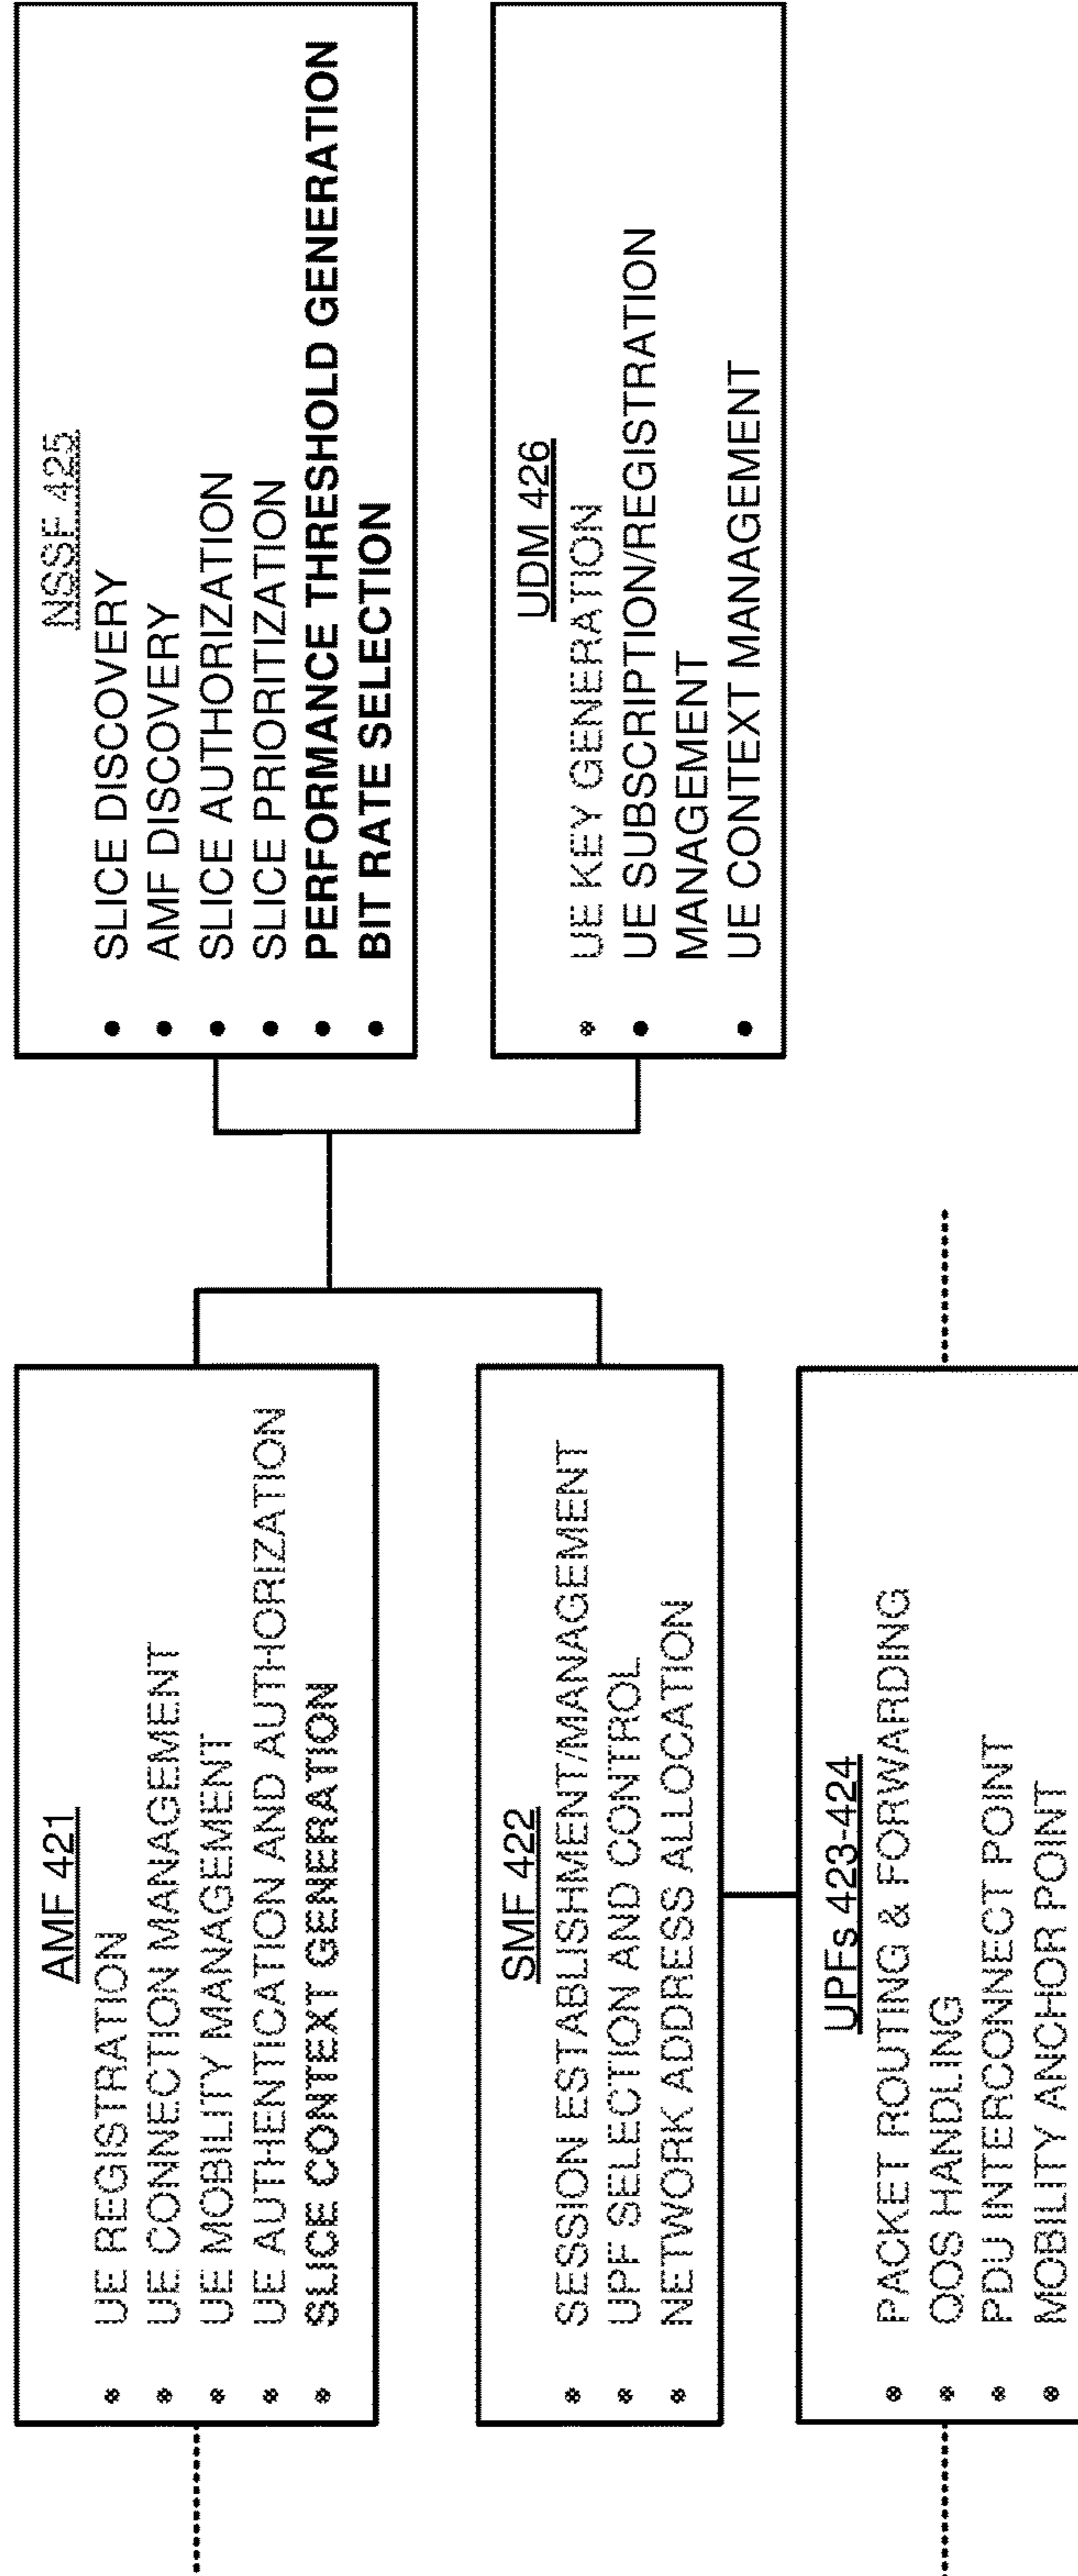 AMF 421
• UE REGISTRATION
• UE CONNECTION MANAGEMENT
• UE MOBILITY MANAGEMENT
• UE AUTHENTICATION AND AUTHORIZATION
• SLICE CONTEXT GENERATION
SMF 422
• SESSION ESTABLISHMENT/MANAGEMENT
• UPF SELECTION AND CONTROL
• NETWORK ADDRESS ALLOCATION
UPFs 423-424
• PACKET ROUTING & FORWARDING
• QOS HANDLING
• PDU INTERCONNECT POINT
• MOBILITY ANCHOR POINT
NSSF 425
• SLICE DISCOVERY
• AMF DISCOVERY
• SLICE AUTHORIZATION
• SLICE PRIORITIZATION
• PERFORMANCE THRESHOLD GENERATION
• BIT RATE SELECTION
UDM 426
• UE KEY GENERATION
• UE SUBSCRIPTION/REGISTRATION
MANAGEMENT
• UE CONTEXT MANAGEMENT